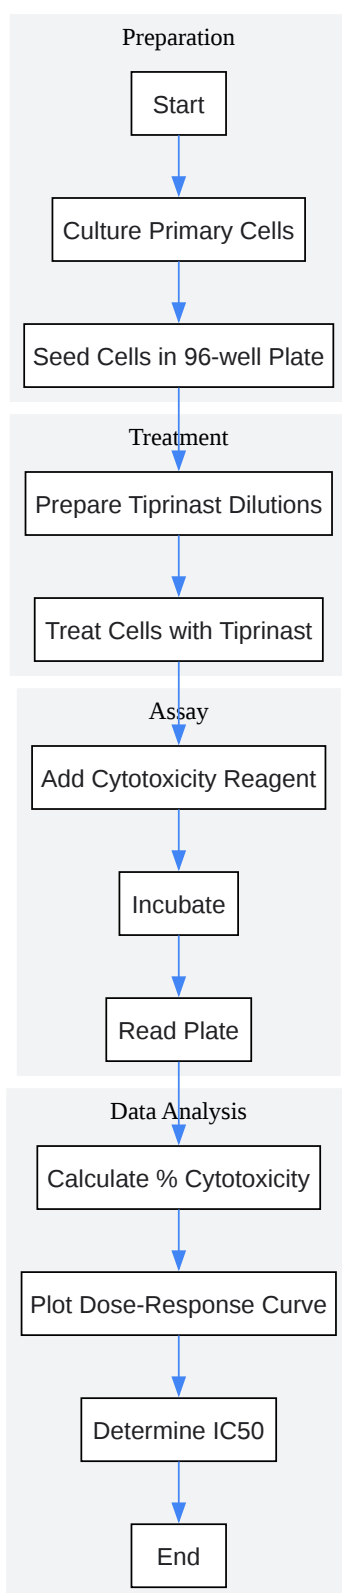 Preparation
Start
Culture Primary Cells
Seed Cells in 96-well Plate
Treatment
Prepare Tiprinast Dilutions
Treat Cells with Tiprinast
Assay
Add Cytotoxicity Reagent
Incubate
Read Plate
Data Analysis
Calculate % Cytotoxicity
Plot Dose-Response Curve
Determine IC50
End